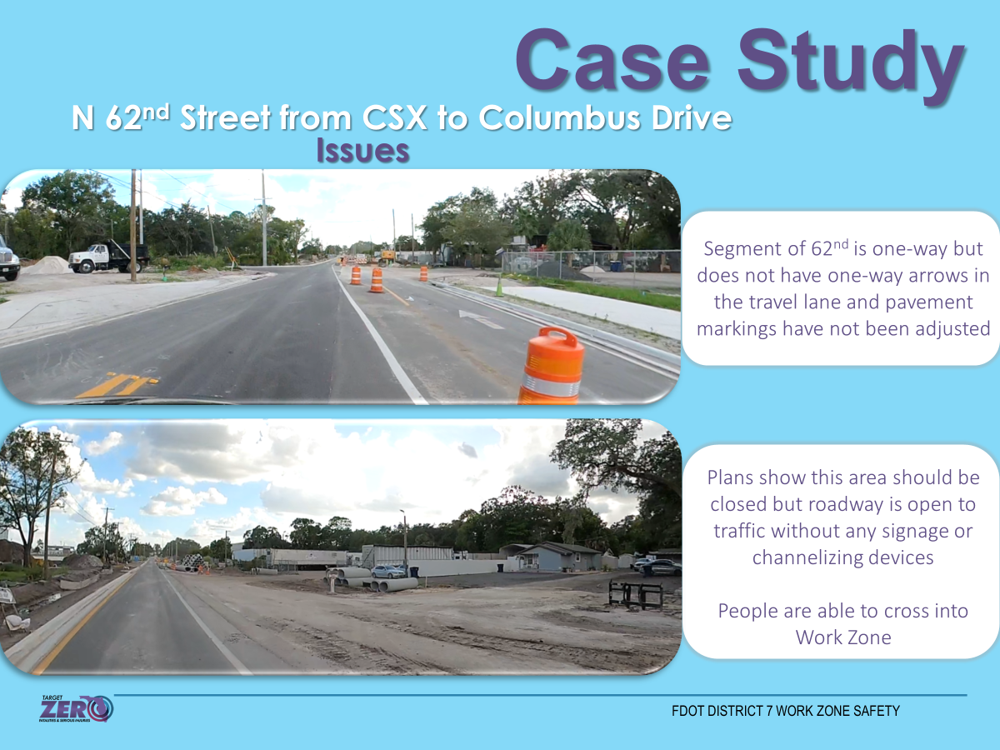 Case Study
N 62nd Street from CSX to Columbus Drive
Issues
Segment of 62nd is one-way but
does not have one-way arrows in
the travel lane and pavement
markings have not been adjusted
Plans show this area should be
closed but roadway is open to
traffic without any signage or
channelizing devices
People are able to cross into
Work Zone
TARGET
ZERO
FATALITIES & SERIOUS INJURIES
FDOT DISTRICT 7 WORK ZONE SAFETY